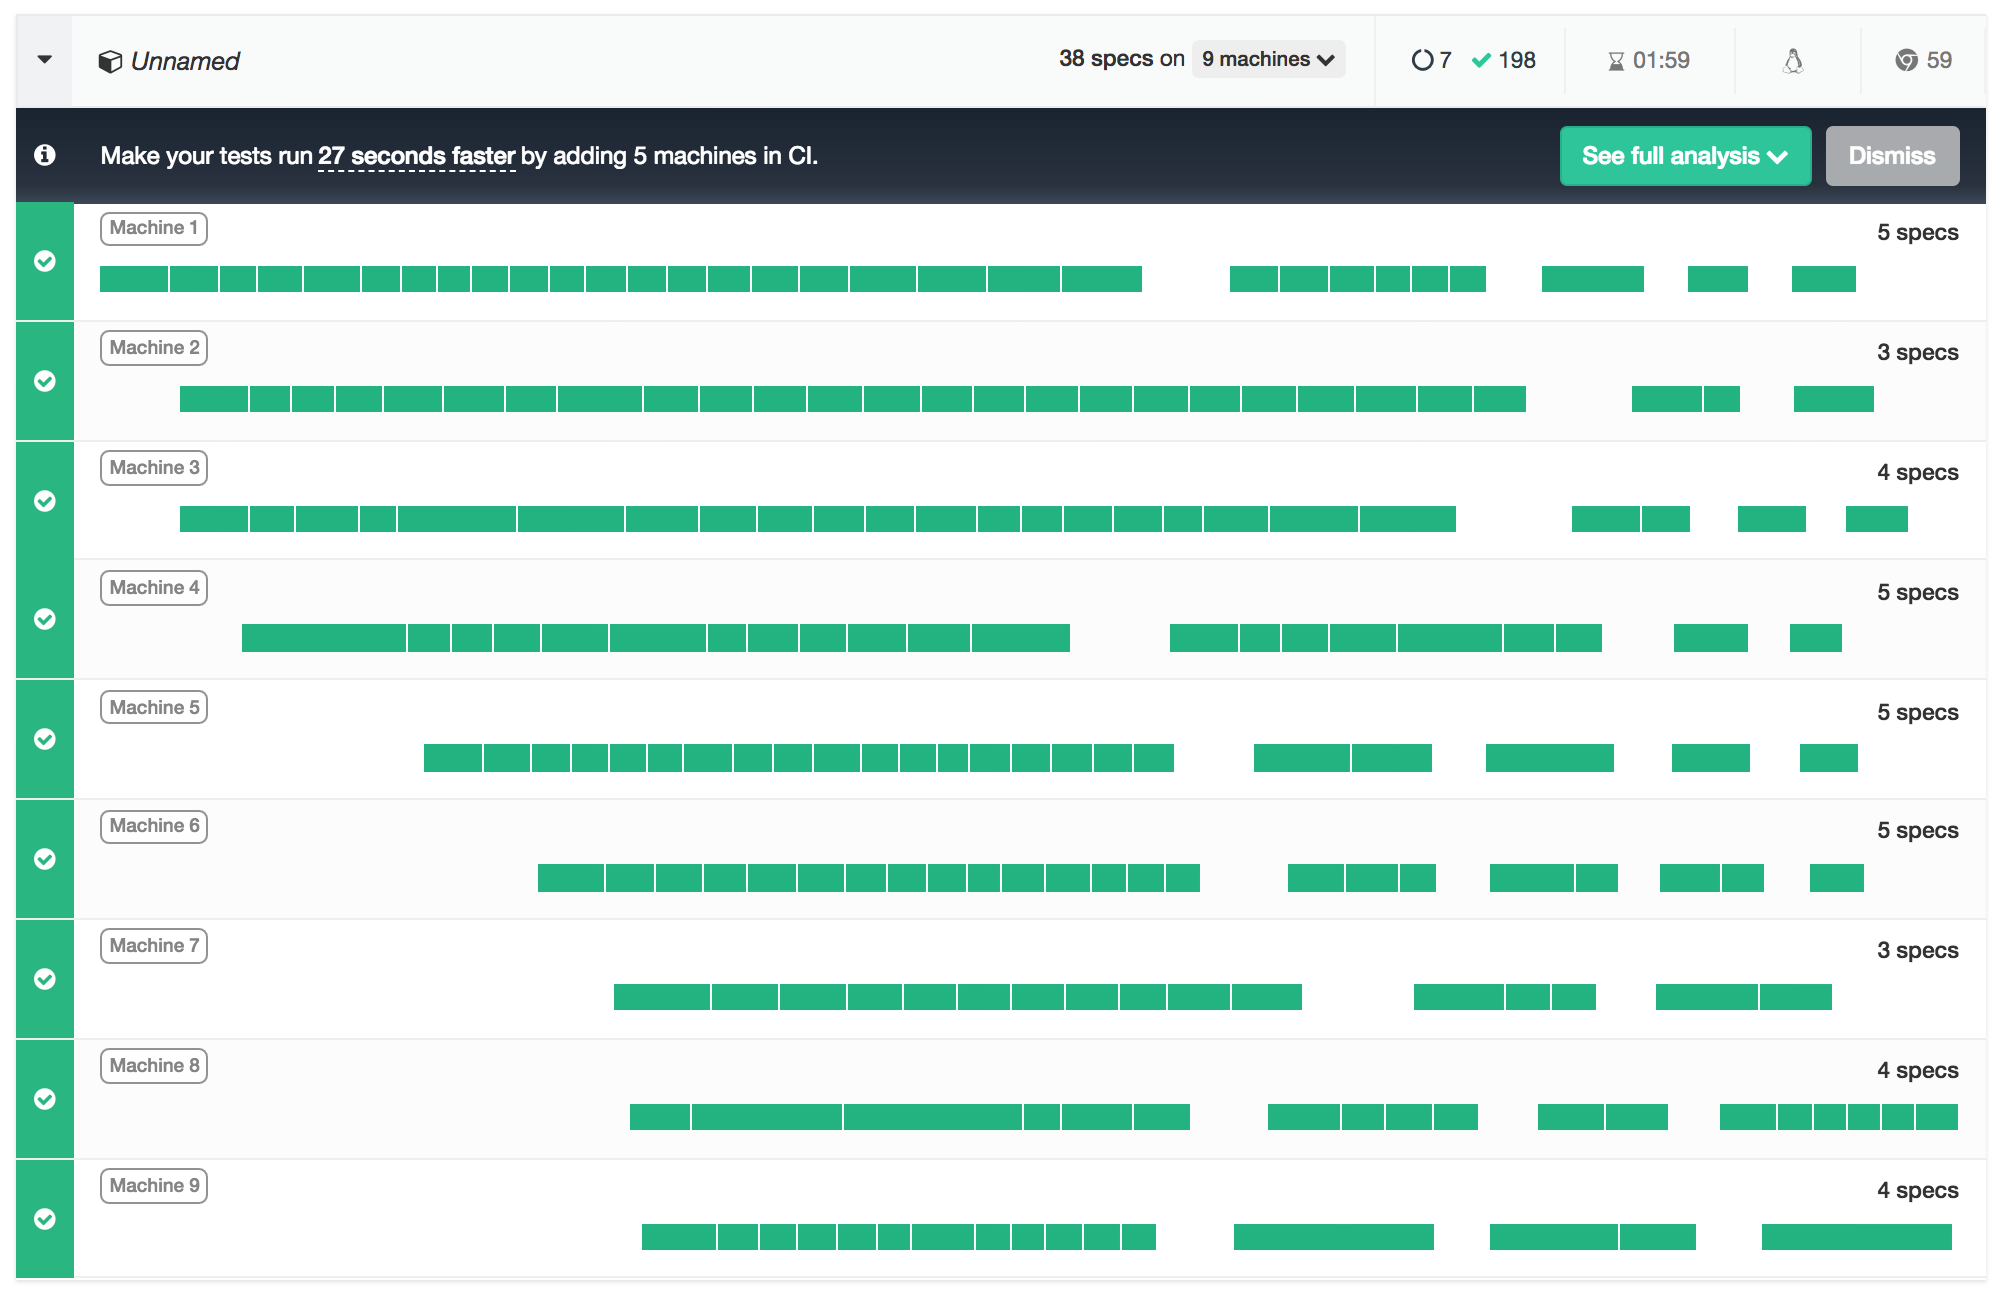 Unnamed 38 specs on 9 machines 7 198 01:59 59
Make your tests run 27 seconds faster by adding 5 machines in CI. See full analysis Dismiss
Machine 1 5 specs
Machine 2 3 specs
Machine 3 4 specs
Machine 4 5 specs
Machine 5 5 specs
Machine 6 5 specs
Machine 7 3 specs
Machine 8 4 specs
Machine 9 4 specs